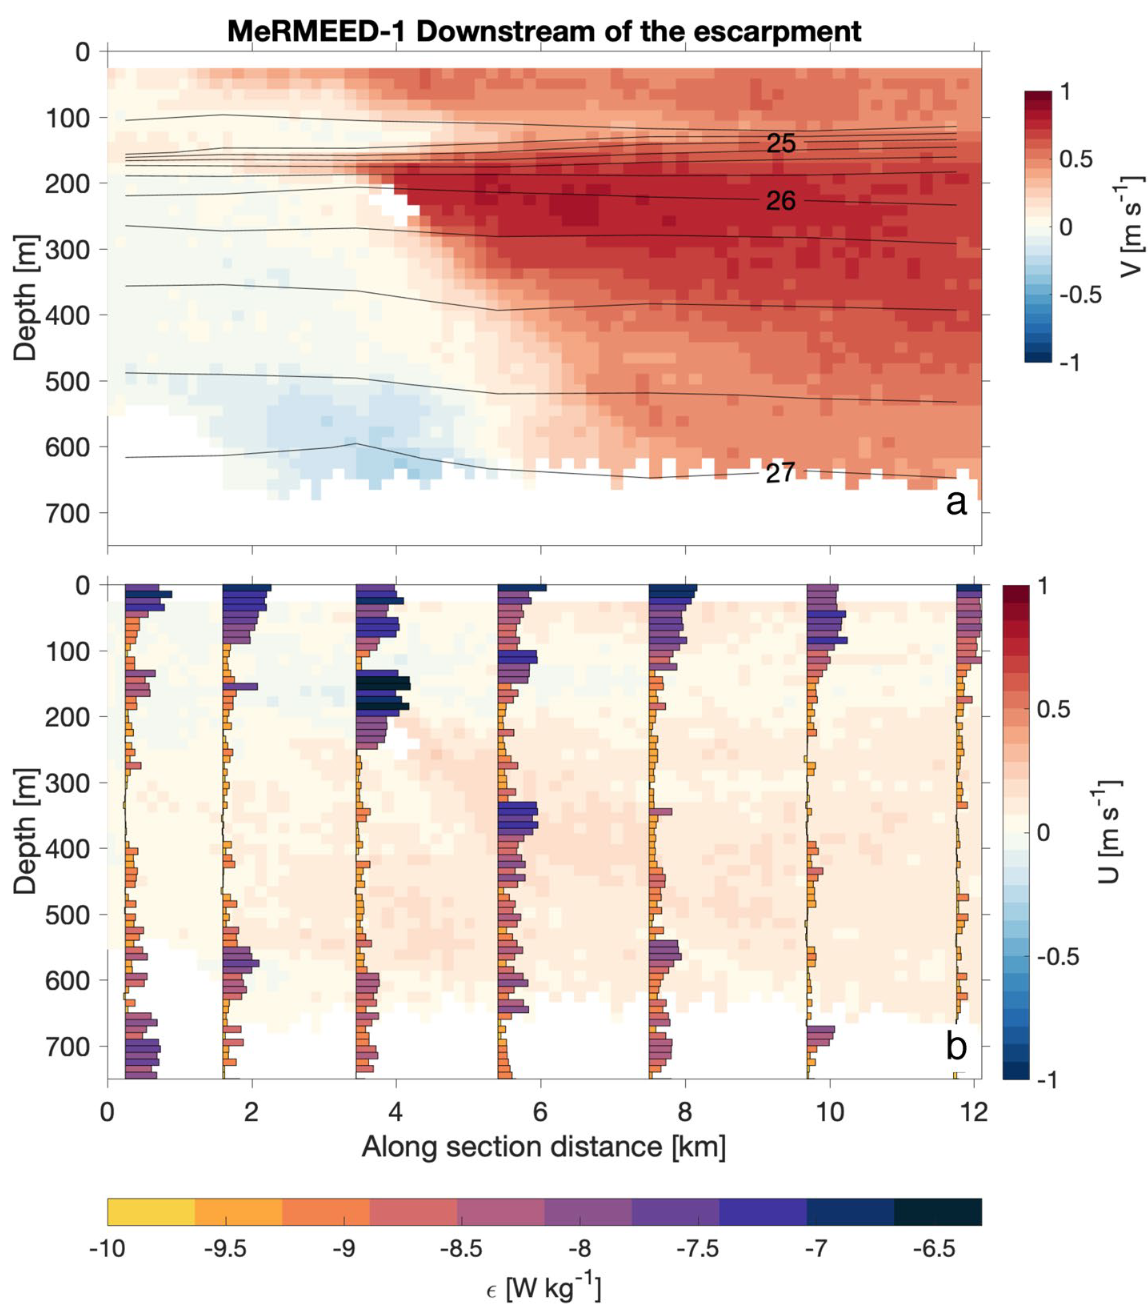 MeRMEED-1 Downstream of the escarpment
0
100
200
300
400
500
600
700
Depth [m]
25
26
27
a
1
0.5
0
-0.5
-1
V [m s-1]
0
100
200
300
400
500
600
700
Depth [m]
b
0 2 4 6 8 10 12
Along section distance [km]
1
0.5
0
-0.5
-1
U [m s-1]
-10 -9.5 -9 -8.5 -8 -7.5 -7 -6.5
ϵ [W kg-1]